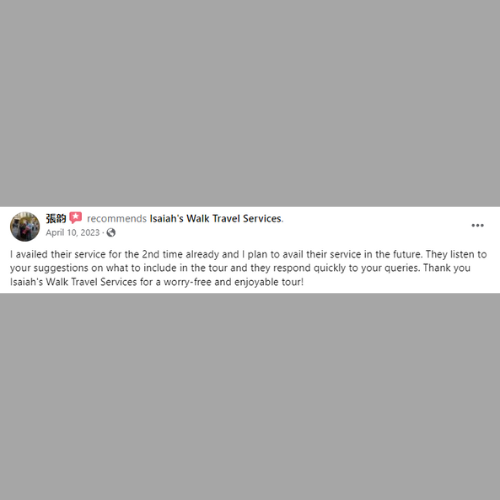 張韵 recommends Isaiah's Walk Travel Services.
April 10, 2023 ·
I availed their service for the 2nd time already and I plan to avail their service in the future. They listen to
your suggestions on what to include in the tour and they respond quickly to your queries. Thank you
Isaiah's Walk Travel Services for a worry-free and enjoyable tour!